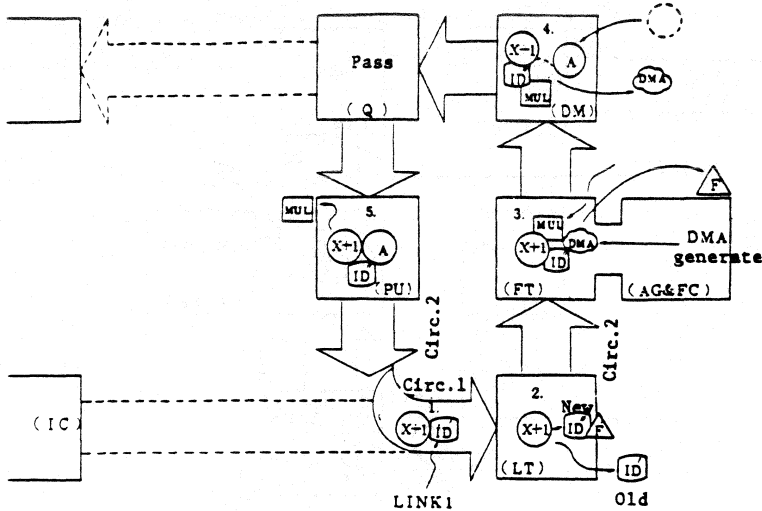 4.
X-1
A
ID
MUL
DMA
(DM)
Pass
(Q)
5.
MUL
X+1
A
ID
(PU)
3.
MUL
X+1
DMA
ID
(FT)
F
DMA
generate
(AG&FC)
Circ.2
Circ.2
(IC)
Circ.1
1.
X+1
ID
LINK1
2.
New
X+1
ID
F
(LT)
ID
Old